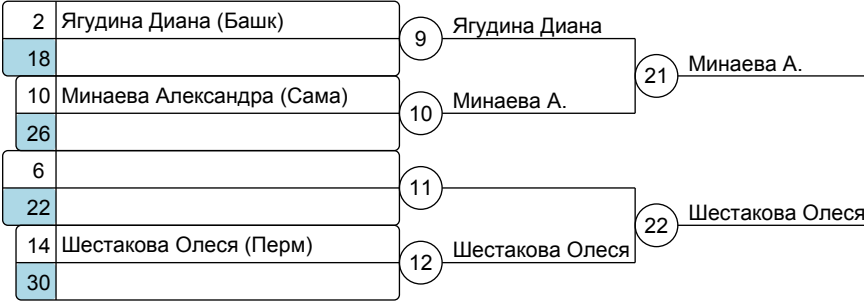 2 Ягудина Диана (Башк)
18
9 Ягудина Диана
10 Минаева Александра (Сама)
26
10 Минаева А.
21 Минаева А.
6
22
11
14 Шестакова Олеся (Перм)
30
12 Шестакова Олеся
22 Шестакова Олеся